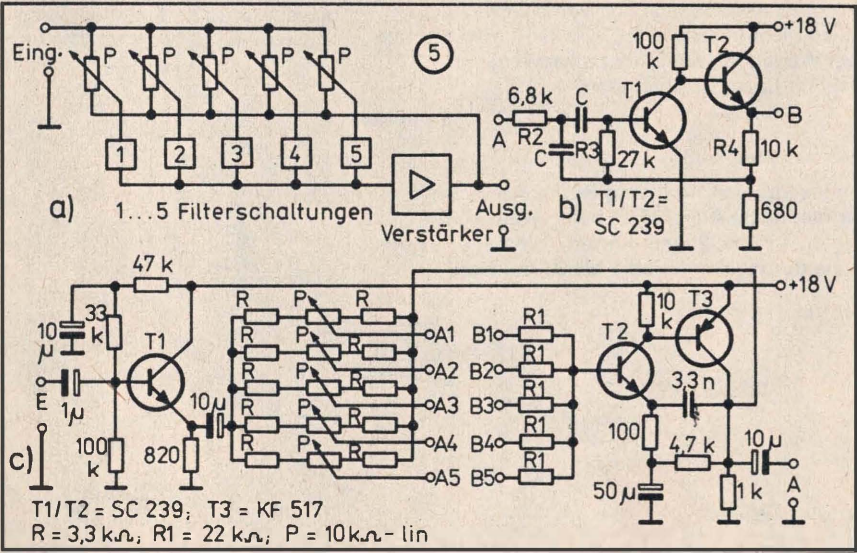 Eing.
P P P P P
5
1 2 3 4 5
a)
1...5 Filterschaltungen
Verstärker
Ausg.
+18 V
100 k
T2
T1
6,8 k
C
A
R2
C
R3
27 k
B
R4
10 k
680
b)
T1/T2=
SC 239
47 k
+18 V
33 k
10 µ
T1
E
1µ
100 k
820
10µ
c)
R P R
A1
R R
A2
R R
A3
R R
A4
R R
A5
B1
R1
B2
R1
B3
R1
B4
R1
B5
R1
10 k
T3
T2
3,3 n
100
4,7 k
10 µ
50 µ
1 k
A
T1/T2 = SC 239; T3 = KF 517
R = 3,3 kΩ; R1 = 22 kΩ; P = 10 kΩ - lin